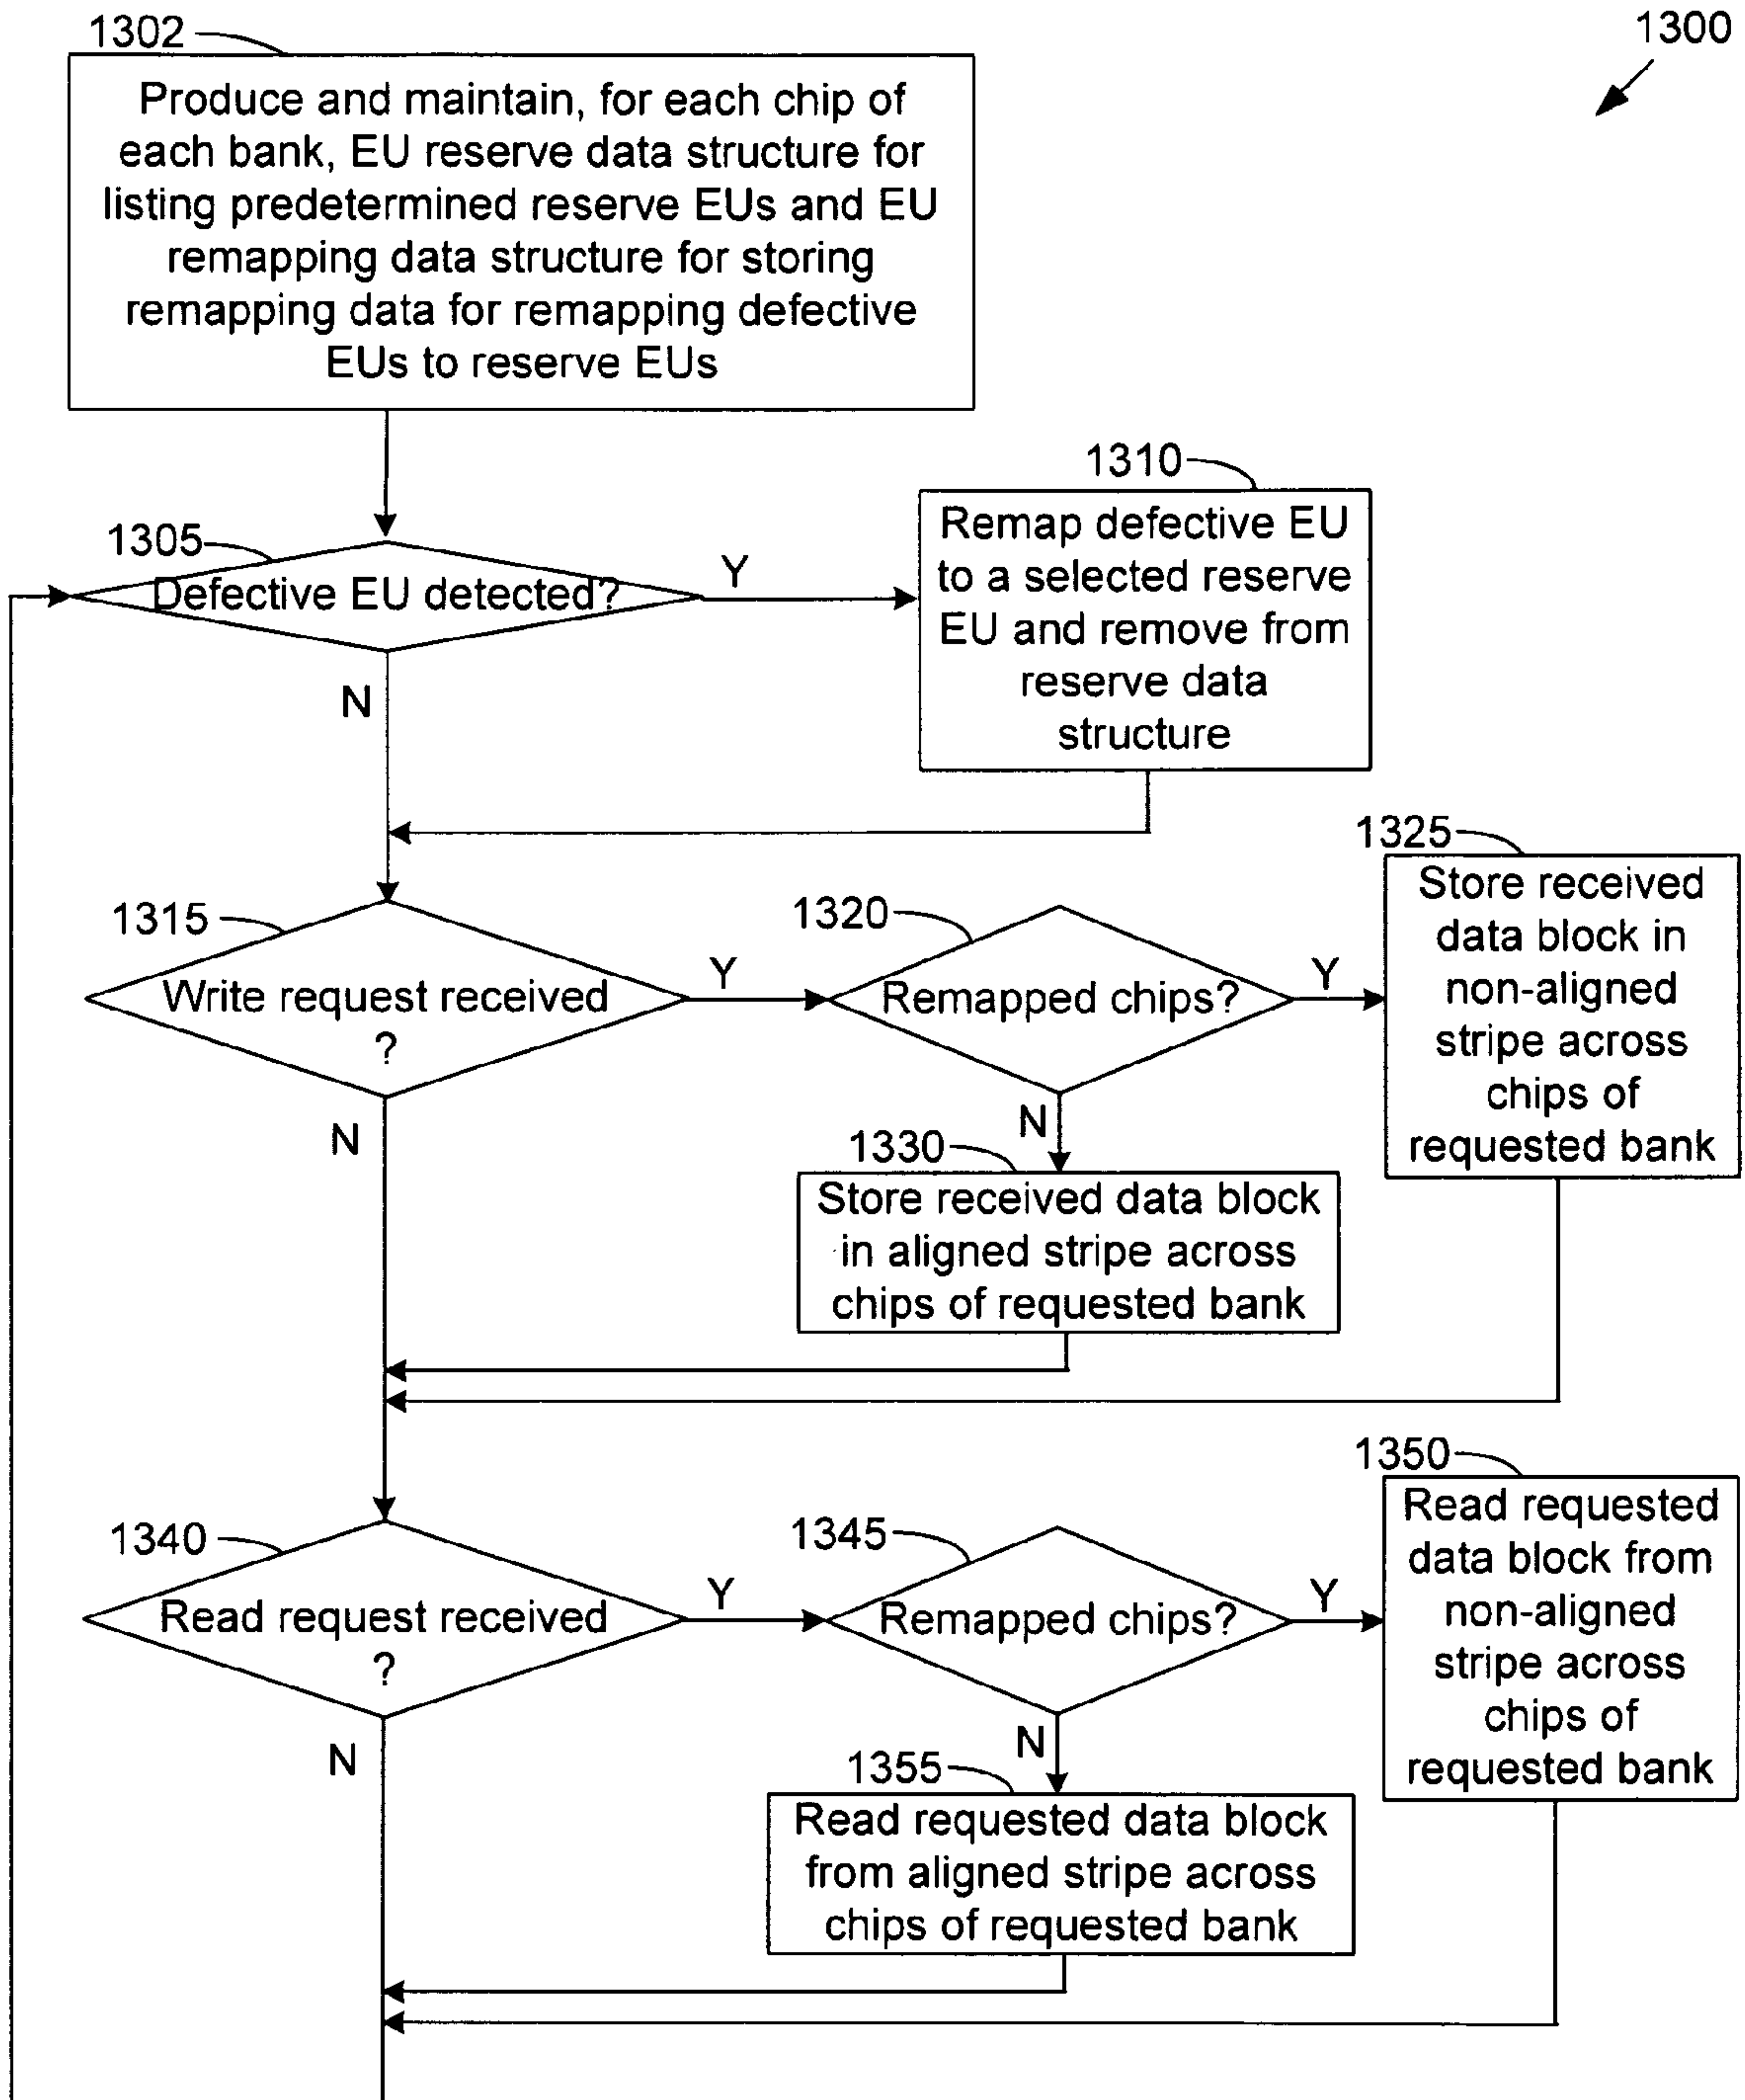 1302
1300
Produce and maintain, for each chip of
each bank, EU reserve data structure for
listing predetermined reserve EUs and EU
remapping data structure for storing
remapping data for remapping defective
EUs to reserve EUs
1305
Defective EU detected?
Y
N
1310
Remap defective EU
to a selected reserve
EU and remove from
reserve data
structure
1315
Write request received
?
Y
N
1320
Remapped chips?
Y
N
1325
Store received
data block in
non-aligned
stripe across
chips of
requested bank
1330
Store received data block
in aligned stripe across
chips of requested bank
1340
Read request received
?
Y
N
1345
Remapped chips?
Y
N
1350
Read requested
data block from
non-aligned
stripe across
chips of
requested bank
1355
Read requested data block
from aligned stripe across
chips of requested bank